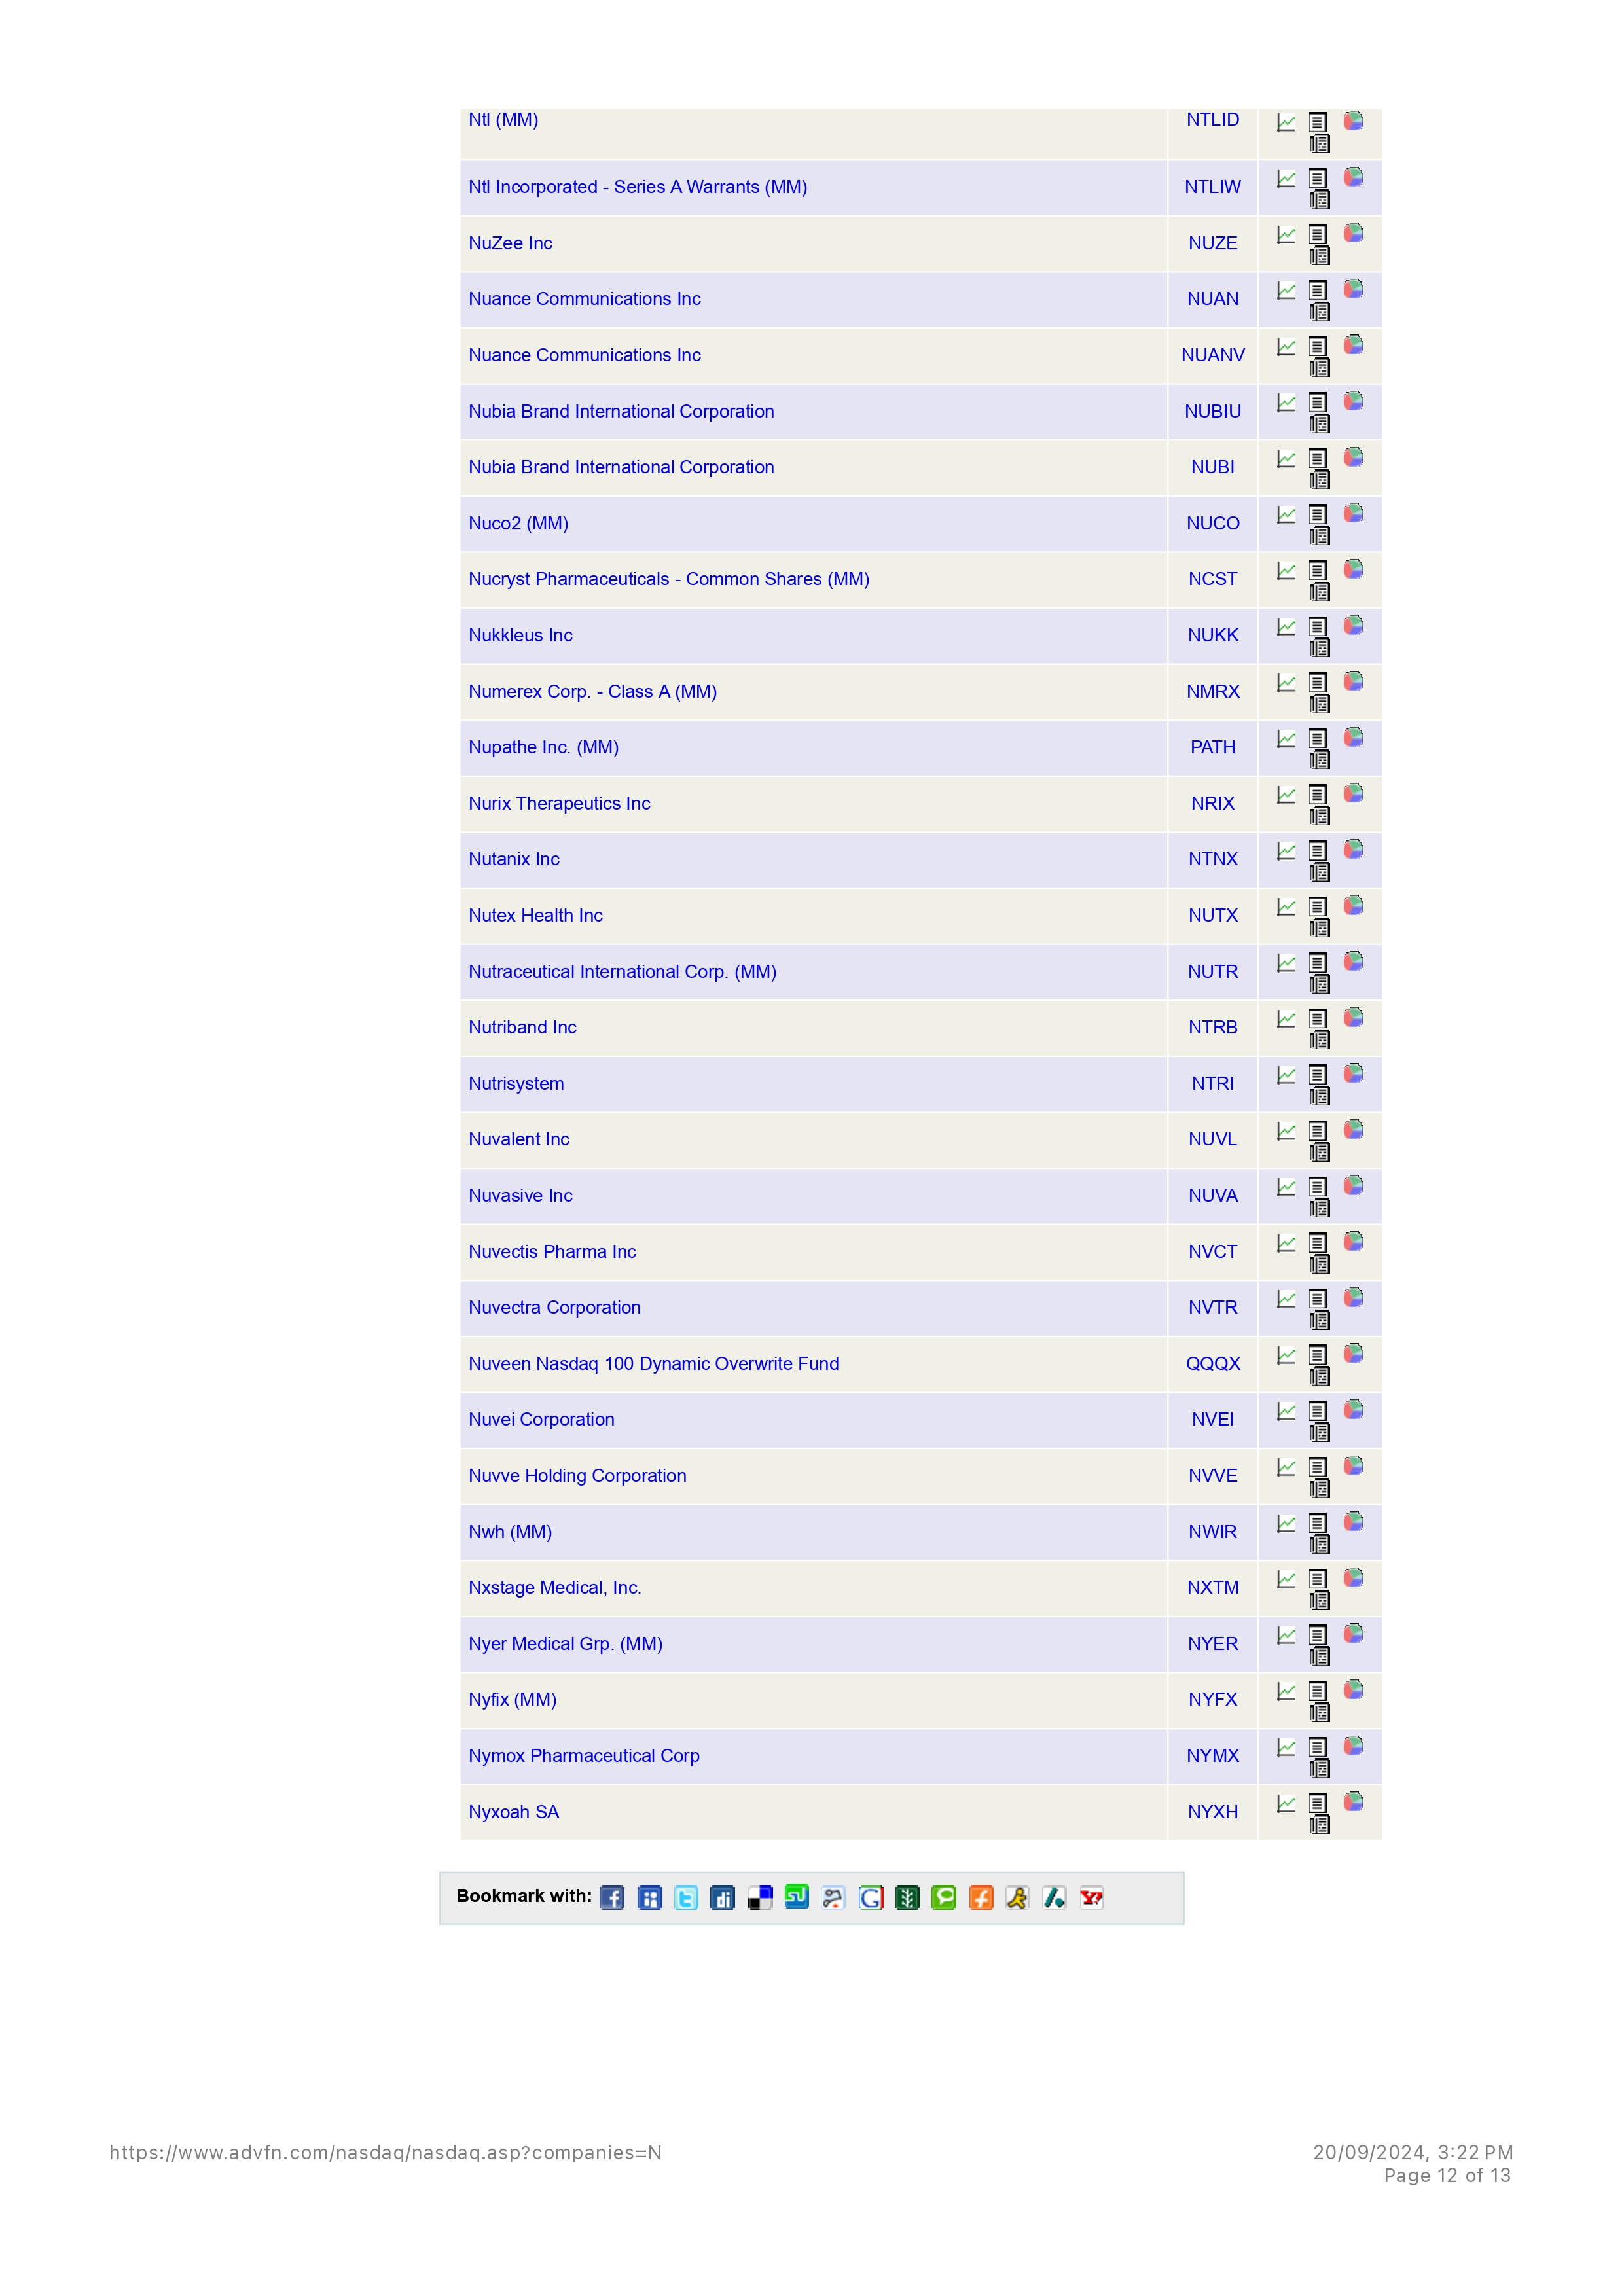 Ntl (MM) NTLID
Ntl Incorporated - Series A Warrants (MM) NTLIW
NuZee Inc NUZE
Nuance Communications Inc NUAN
Nuance Communications Inc NUANV
Nubia Brand International Corporation NUBIU
Nubia Brand International Corporation NUBI
Nuco2 (MM) NUCO
Nucryst Pharmaceuticals - Common Shares (MM) NCST
Nukkleus Inc NUKK
Numerex Corp. - Class A (MM) NMRX
Nupathe Inc. (MM) PATH
Nurix Therapeutics Inc NRIX
Nutanix Inc NTNX
Nutex Health Inc NUTX
Nutraceutical International Corp. (MM) NUTR
Nutriband Inc NTRB
Nutrisystem NTRI
Nuvalent Inc NUVL
Nuvasive Inc NUVA
Nuvectis Pharma Inc NVCT
Nuvectra Corporation NVTR
Nuveen Nasdaq 100 Dynamic Overwrite Fund QQQX
Nuvei Corporation NVEI
Nuvve Holding Corporation NVVE
Nwh (MM) NWIR
Nxstage Medical, Inc. NXTM
Nyer Medical Grp. (MM) NYER
Nyfix (MM) NYFX
Nymox Pharmaceutical Corp NYMX
Nyxoah SA NYXH
Bookmark with:
https://www.advfn.com/nasdaq/nasdaq.asp?companies=N 20/09/2024, 3:22 PM
Page 12 of 13